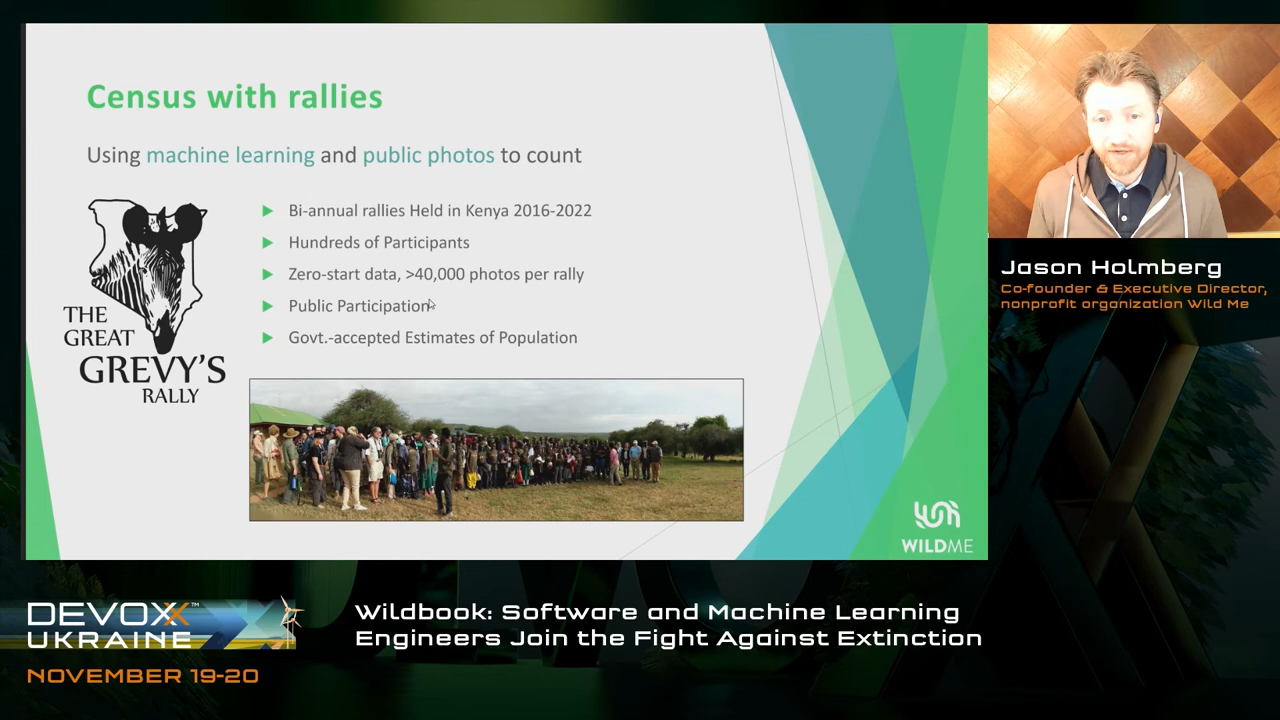 Census with rallies
Using machine learning and public photos to count
THE
GREAT
GREVY'S
RALLY
Bi-annual rallies Held in Kenya 2016-2022
Hundreds of Participants
Zero-start data, >40,000 photos per rally
Public Participation
Govt.-accepted Estimates of Population
WILDME
Jason Holmberg
Co-founder & Executive Director,
nonprofit organization Wild Me
DEVOXX™
UKRAINE
NOVEMBER 19-20
Wildbook: Software and Machine Learning
Engineers Join the Fight Against Extinction